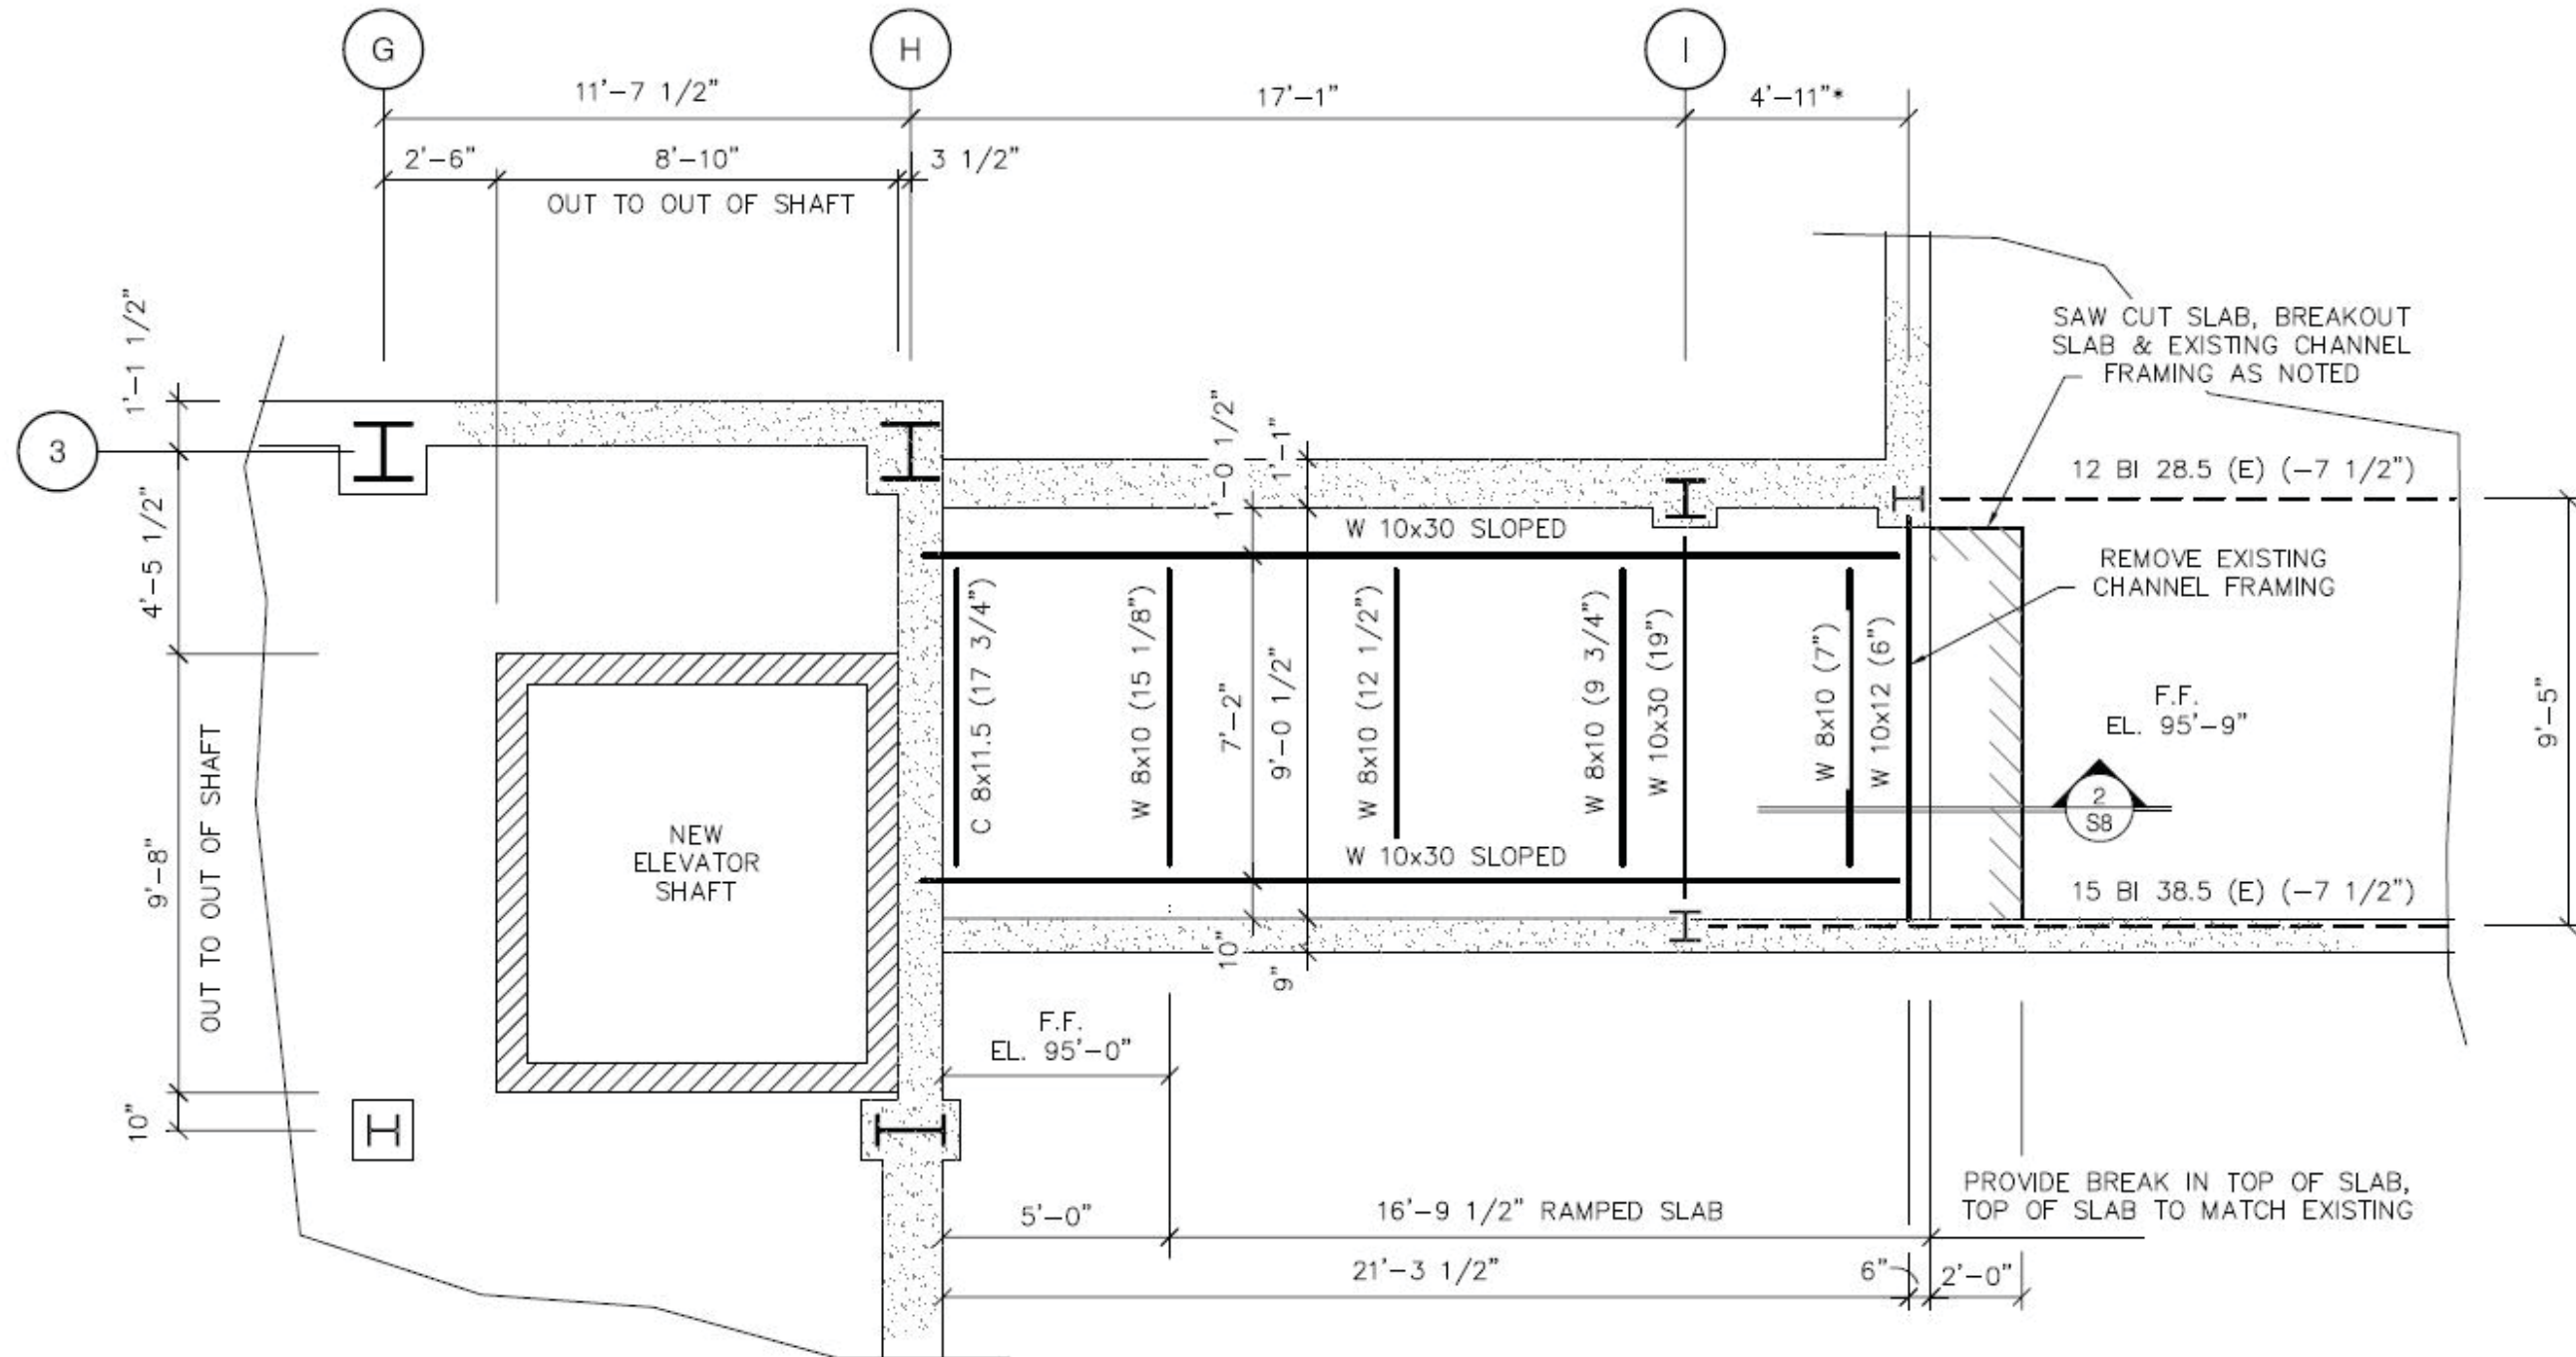 G
H
I
11'-7 1/2"
17'-1"
4'-11"*
2'-6"
8'-10"
3 1/2"
OUT TO OUT OF SHAFT
1'-1 1/2"
3
4'-5 1/2"
9'-8"
OUT TO OUT OF SHAFT
10"
NEW
ELEVATOR
SHAFT
1'-0 1/2"
1'-1"
W 10x30 SLOPED
C 8x11.5 (17 3/4")
W 8x10 (15 1/8")
7'-2"
9'-0 1/2"
W 8x10 (12 1/2")
W 8x10 (9 3/4")
W 10x30 (19")
W 8x10 (7")
W 10x12 (6")
W 10x30 SLOPED
10"
9"
SAW CUT SLAB, BREAKOUT
SLAB & EXISTING CHANNEL
FRAMING AS NOTED
12 BI 28.5 (E) (-7 1/2")
REMOVE EXISTING
CHANNEL FRAMING
F.F.
EL. 95'-9"
9'-5"
2
S8
15 BI 38.5 (E) (-7 1/2")
F.F.
EL. 95'-0"
5'-0"
16'-9 1/2" RAMPED SLAB
PROVIDE BREAK IN TOP OF SLAB,
TOP OF SLAB TO MATCH EXISTING
21'-3 1/2"
6"
2'-0"